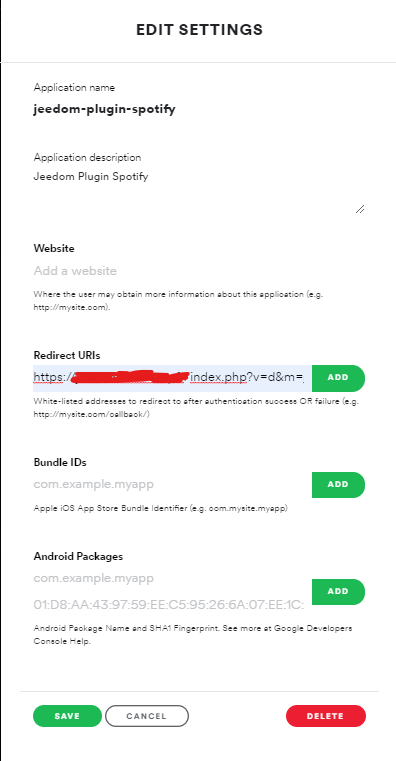 EDIT SETTINGS
Application name
jeedom-plugin-spotify
Application description
Jeedom Plugin Spotify
Website
Add a website
Where the user may obtain more information about this application (e.g.
http://mysite.com).
Redirect URIs
https:/ index.php?v=d&m=
ADD
White-listed addresses to redirect to after authentication success OR failure (e.g.
http://mysite.com/callback/)
Bundle IDs
com.example.myapp
ADD
Apple iOS App Store Bundle Identifier (e.g. com.mysite.myapp)
Android Packages
com.example.myapp
ADD
01:D8:AA:43:97:59:EE:C5:95:26:6A:07:EE:1C:
Android Package Name and SHA1 Fingerprint. See more at Google Developers
Console Help.
SAVE CANCEL DELETE